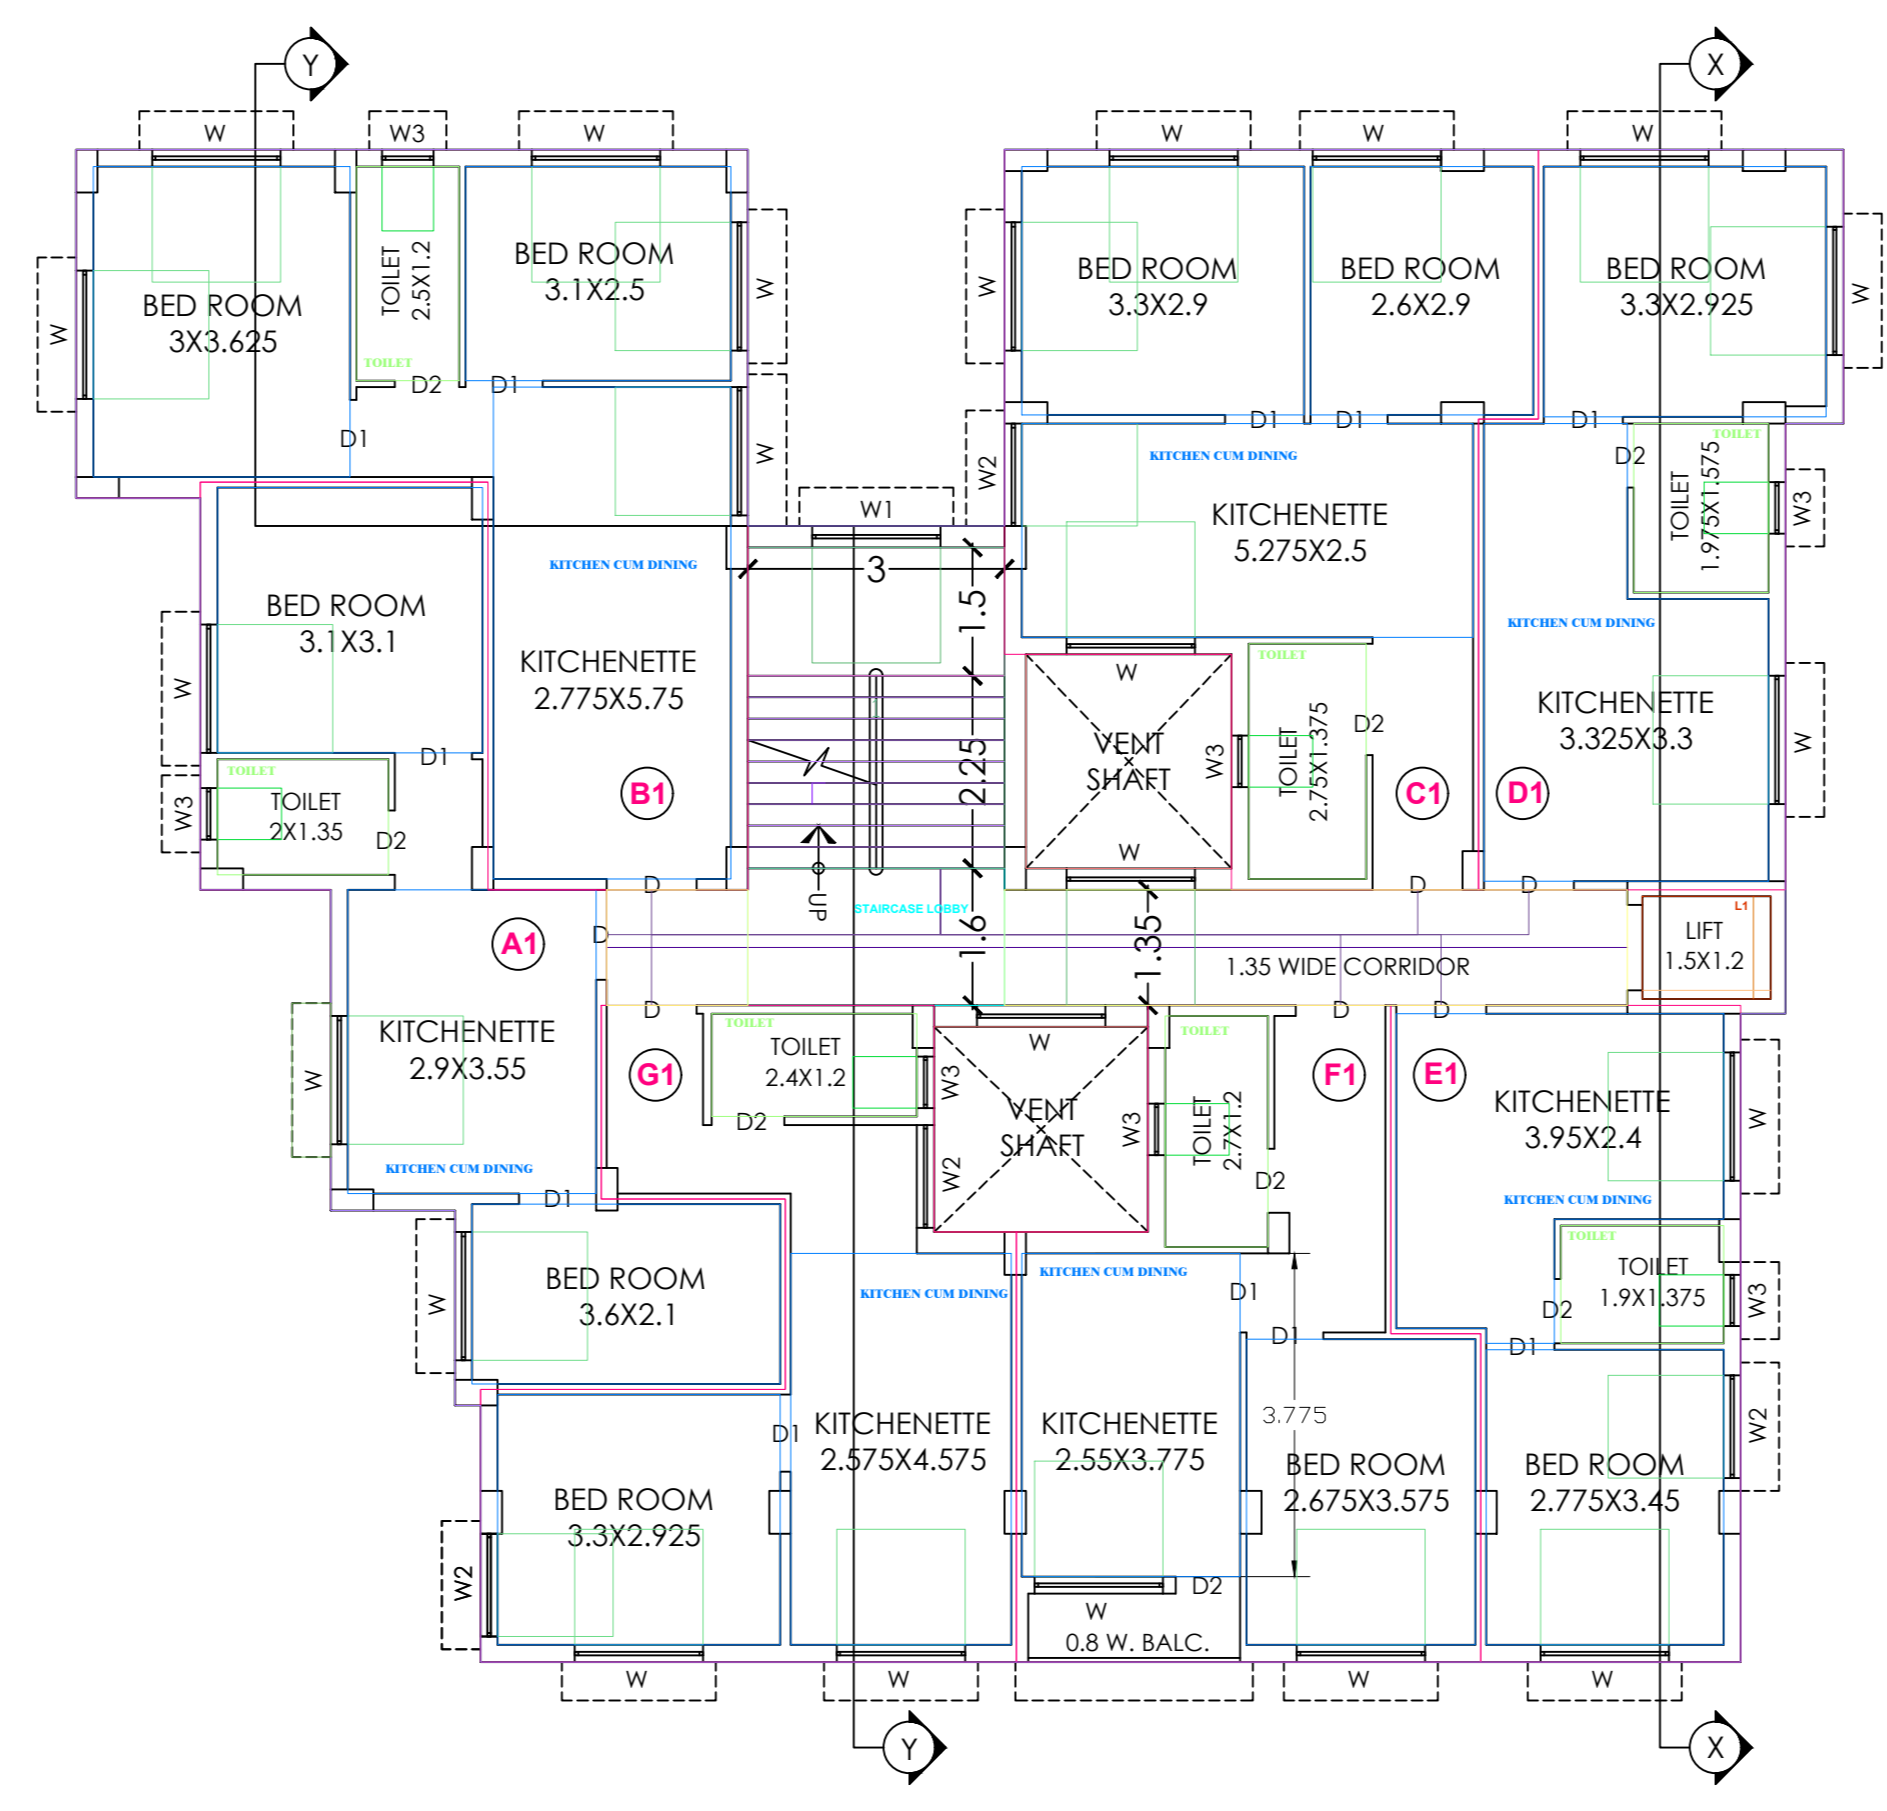 Y
X
W
W3
W
W
W
W
BED ROOM
3.1X2.5
TOILET
2.5X1.2
TOILET
BED ROOM
3X3.625
W
W
W
BED ROOM
3.3X2.9
BED ROOM
2.6X2.9
BED ROOM
3.3X2.925
W
W
D2
D1
D1
D1
D1
D1
W
W2
KITCHEN CUM DINING
D2
TOILET
TOILET
1.975X1.575
W3
W1
KITCHENETTE
5.275X2.5
KITCHEN CUM DINING
3
1.5
BED ROOM
3.1X3.1
W
KITCHENETTE
2.775X5.75
KITCHEN CUM DINING
TOILET
W
VENT
SHAFT
W
W3
TOILET
2.75X1.375
D2
KITCHENETTE
3.325X3.3
W
2.25
D1
TOILET
TOILET
2X1.35
W3
D2
B1
C1
D1
UP
D
D
D
STAIRCASE LOBBY
1.6
1.35
L1
LIFT
1.5X1.2
A1
D
1.35 WIDE CORRIDOR
D
D
D
KITCHENETTE
2.9X3.55
W
KITCHEN CUM DINING
G1
TOILET
TOILET
2.4X1.2
W3
D2
W2
W
VENT
SHAFT
W3
TOILET
TOILET
2.7X1.2
D2
F1
E1
KITCHENETTE
3.95X2.4
W
KITCHEN CUM DINING
D1
TOILET
TOILET
1.9X1.375
W3
D2
BED ROOM
3.6X2.1
W
KITCHEN CUM DINING
KITCHEN CUM DINING
D1
D1
D1
D1
KITCHENETTE
2.575X4.575
KITCHENETTE
2.55X3.775
3.775
BED ROOM
2.675X3.575
BED ROOM
2.775X3.45
W2
BED ROOM
3.3X2.925
W2
D2
W
0.8 W. BALC.
W
W
W
W
Y
X